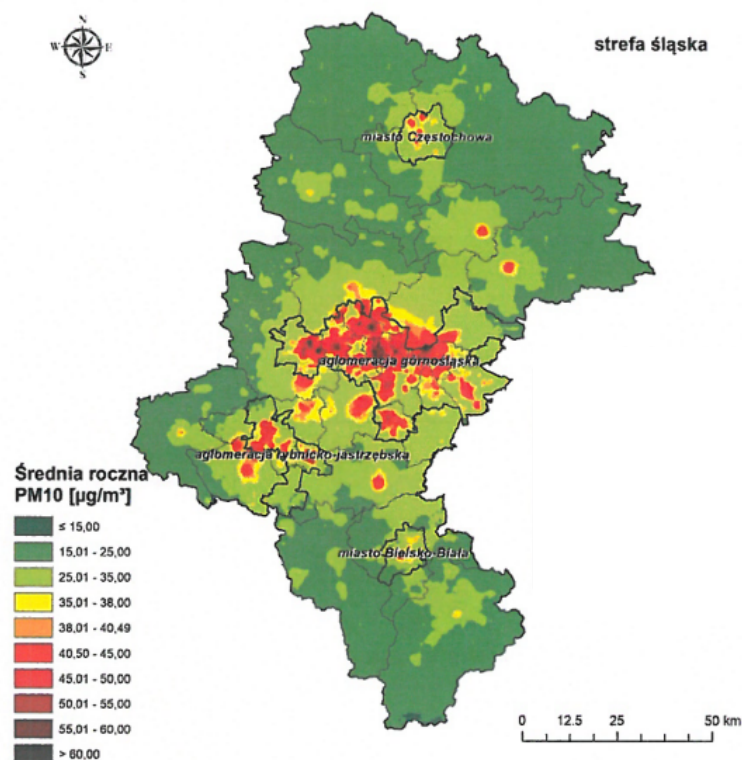 N
W
E
S
strefa śląska
miasto Częstochowa
aglomeracja górnośląska
aglomeracja rybnicko-jastrzębska
miasto Bielsko-Biała
Średnia roczna
PM10 [µg/m³]
≤ 15,00
15,01 - 25,00
25,01 - 35,00
35,01 - 38,00
38,01 - 40,49
40,50 - 45,00
45,01 - 50,00
50,01 - 55,00
55,01 - 60,00
> 60,00
0 12.5 25 50 km